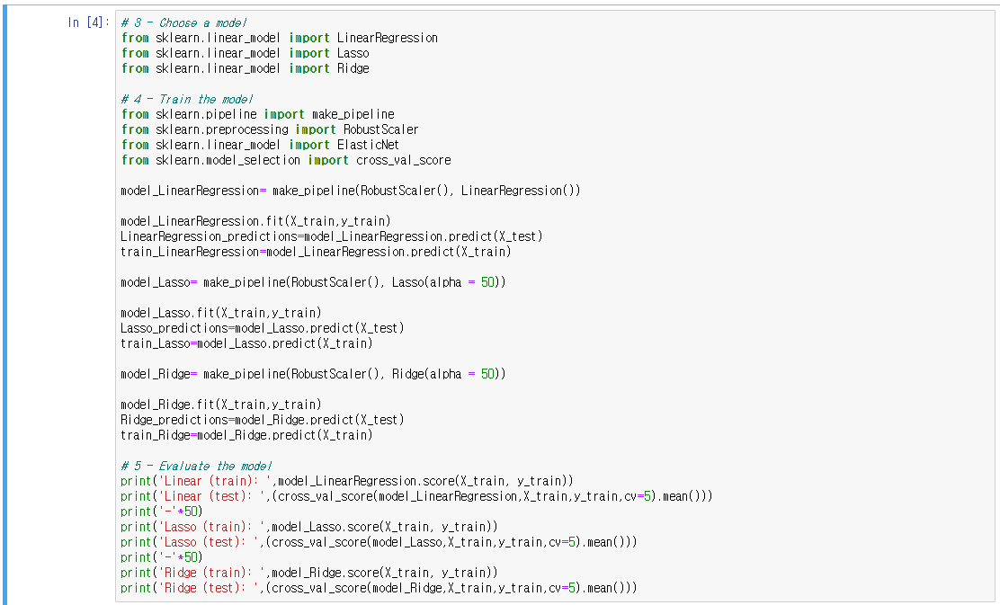 In [4]:
# 3 - Choose a model
from sklearn.linear_model import LinearRegression
from sklearn.linear_model import Lasso
from sklearn.linear_model import Ridge
# 4 - Train the model
from sklearn.pipeline import make_pipeline
from sklearn.preprocessing import RobustScaler
from sklearn.linear_model import ElasticNet
from sklearn.model_selection import cross_val_score
model_LinearRegression= make_pipeline(RobustScaler(), LinearRegression())
model_LinearRegression.fit(X_train,y_train)
LinearRegression_predictions=model_LinearRegression.predict(X_test)
train_LinearRegression=model_LinearRegression.predict(X_train)
model_Lasso= make_pipeline(RobustScaler(), Lasso(alpha = 50))
model_Lasso.fit(X_train,y_train)
Lasso_predictions=model_Lasso.predict(X_test)
train_Lasso=model_Lasso.predict(X_train)
model_Ridge= make_pipeline(RobustScaler(), Ridge(alpha = 50))
model_Ridge.fit(X_train,y_train)
Ridge_predictions=model_Ridge.predict(X_test)
train_Ridge=model_Ridge.predict(X_train)
# 5 - Evaluate the model
print('Linear (train): ',model_LinearRegression.score(X_train, y_train))
print('Linear (test): ',(cross_val_score(model_LinearRegression,X_train,y_train,cv=5).mean()))
print('-'*50)
print('Lasso (train): ',model_Lasso.score(X_train, y_train))
print('Lasso (test): ',(cross_val_score(model_Lasso,X_train,y_train,cv=5).mean()))
print('-'*50)
print('Ridge (train): ',model_Ridge.score(X_train, y_train))
print('Ridge (test): ',(cross_val_score(model_Ridge,X_train,y_train,cv=5).mean()))